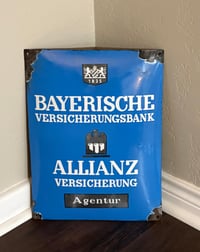 1835
BAYERISCHE
VERSICHERUNGSBANK
ALLIANZ
VERSICHERUNG
Agentur